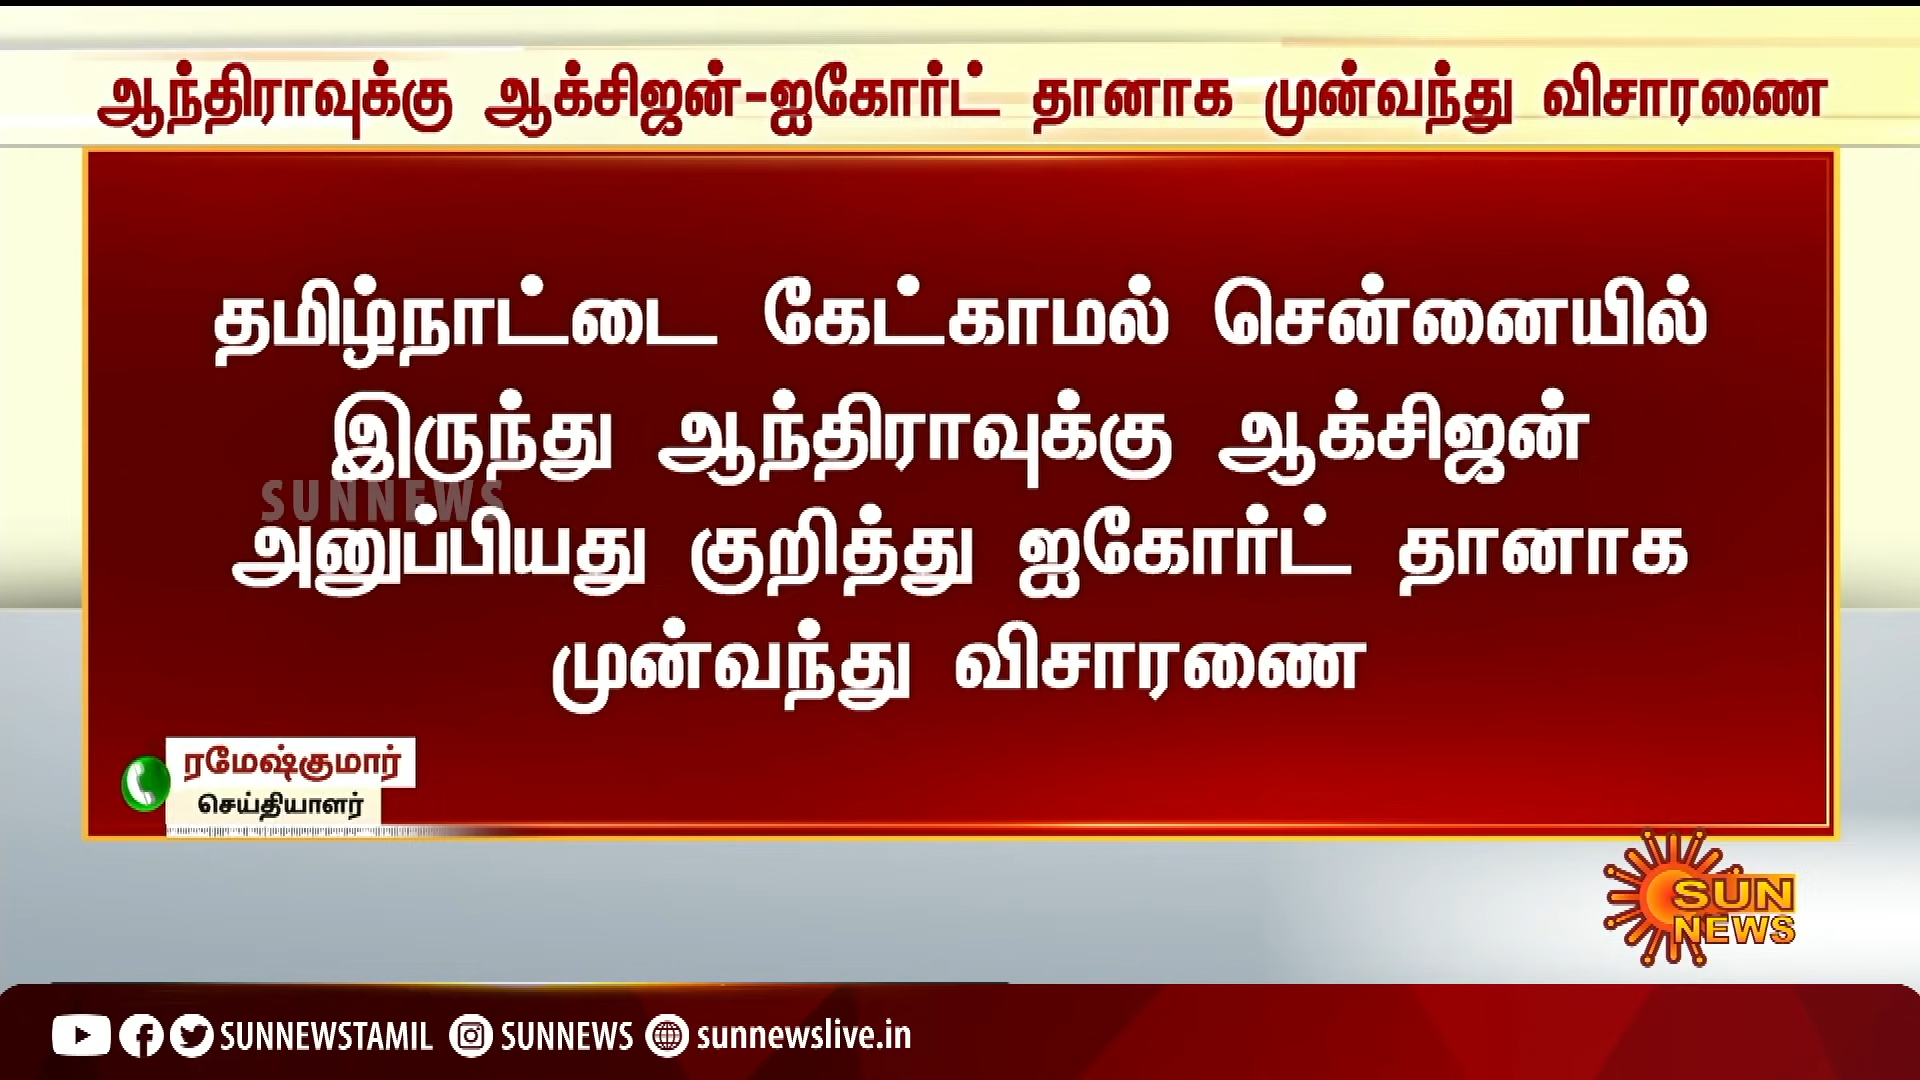 ஆந்திராவுக்கு ஆக்சிஜன்-ஐகோர்ட் தானாக முன்வந்து விசாரணை
தமிழ்நாட்டை கேட்காமல் சென்னையில்
இருந்து ஆந்திராவுக்கு ஆக்சிஜன்
SUNNEWS
அனுப்பியது குறித்து ஐகோர்ட் தானாக
முன்வந்து விசாரணை
ரமேஷ்குமார்
செய்தியாளர்
SUN
NEWS
SUNNEWSTAMIL SUNNEWS sunnewslive.in